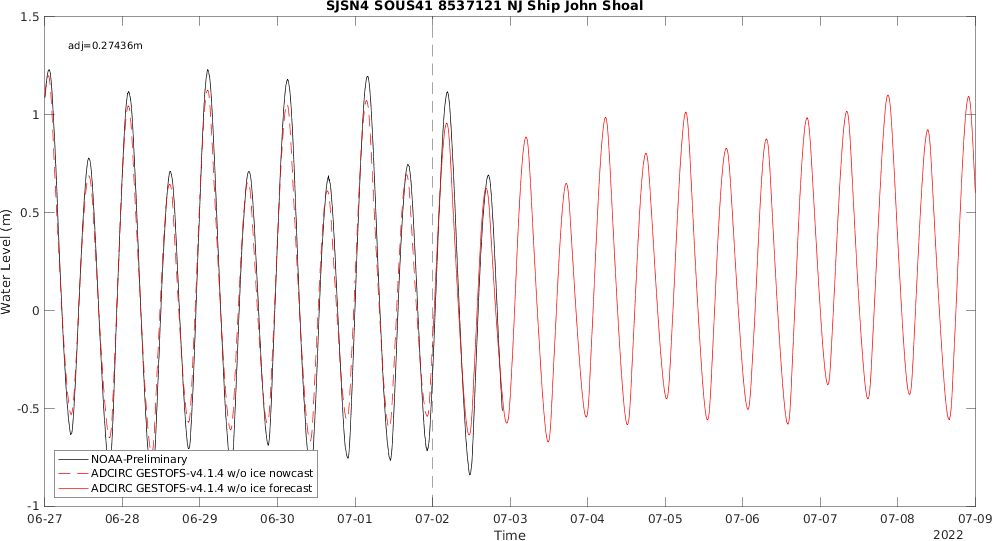 SJSN4 SOUS41 8537121 NJ Ship John Shoal
adj=0.27436m
1.5
1
0.5
0
-0.5
-1
Water Level (m)
NOAA-Preliminary
ADCIRC GESTOFS-v4.1.4 w/o ice nowcast
ADCIRC GESTOFS-v4.1.4 w/o ice forecast
06-27 06-28 06-29 06-30 07-01 07-02 07-03 07-04 07-05 07-06 07-07 07-08 07-09
Time
2022